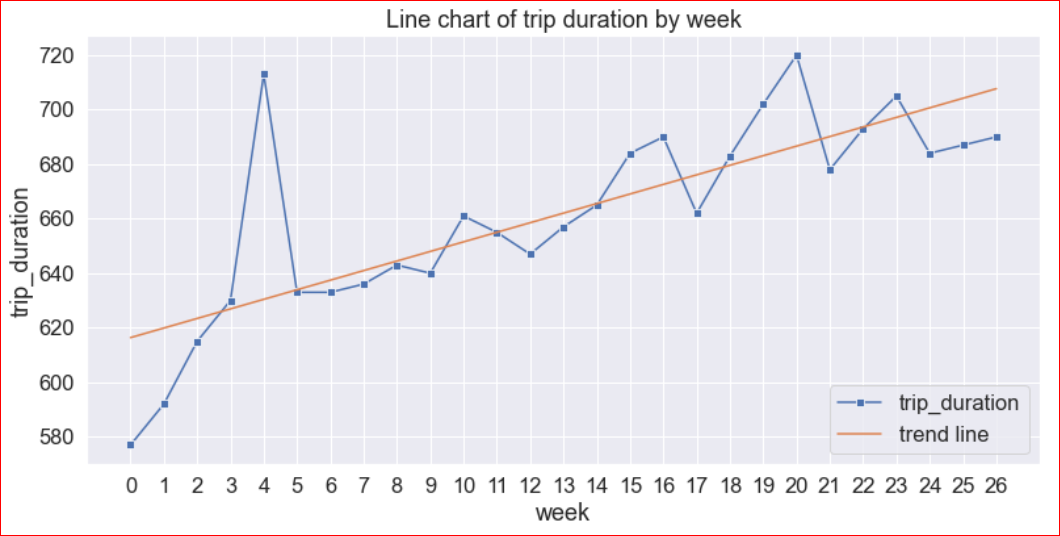 Line chart of trip duration by week
720
700
680
660
640
620
600
580
trip_duration
trip_duration
trend line
0 1 2 3 4 5 6 7 8 9 10 11 12 13 14 15 16 17 18 19 20 21 22 23 24 25 26
week